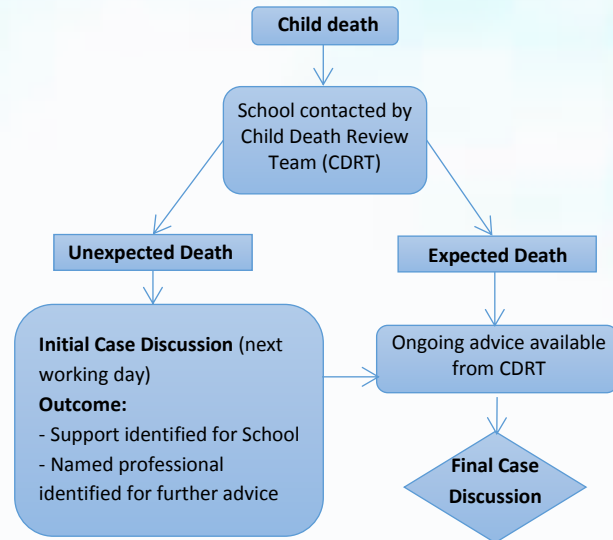 Child death
School contacted by
Child Death Review
Team (CDRT)
Unexpected Death
Expected Death
Initial Case Discussion (next
working day)
Outcome:
- Support identified for School
- Named professional
identified for further advice
Ongoing advice available
from CDRT
Final Case
Discussion